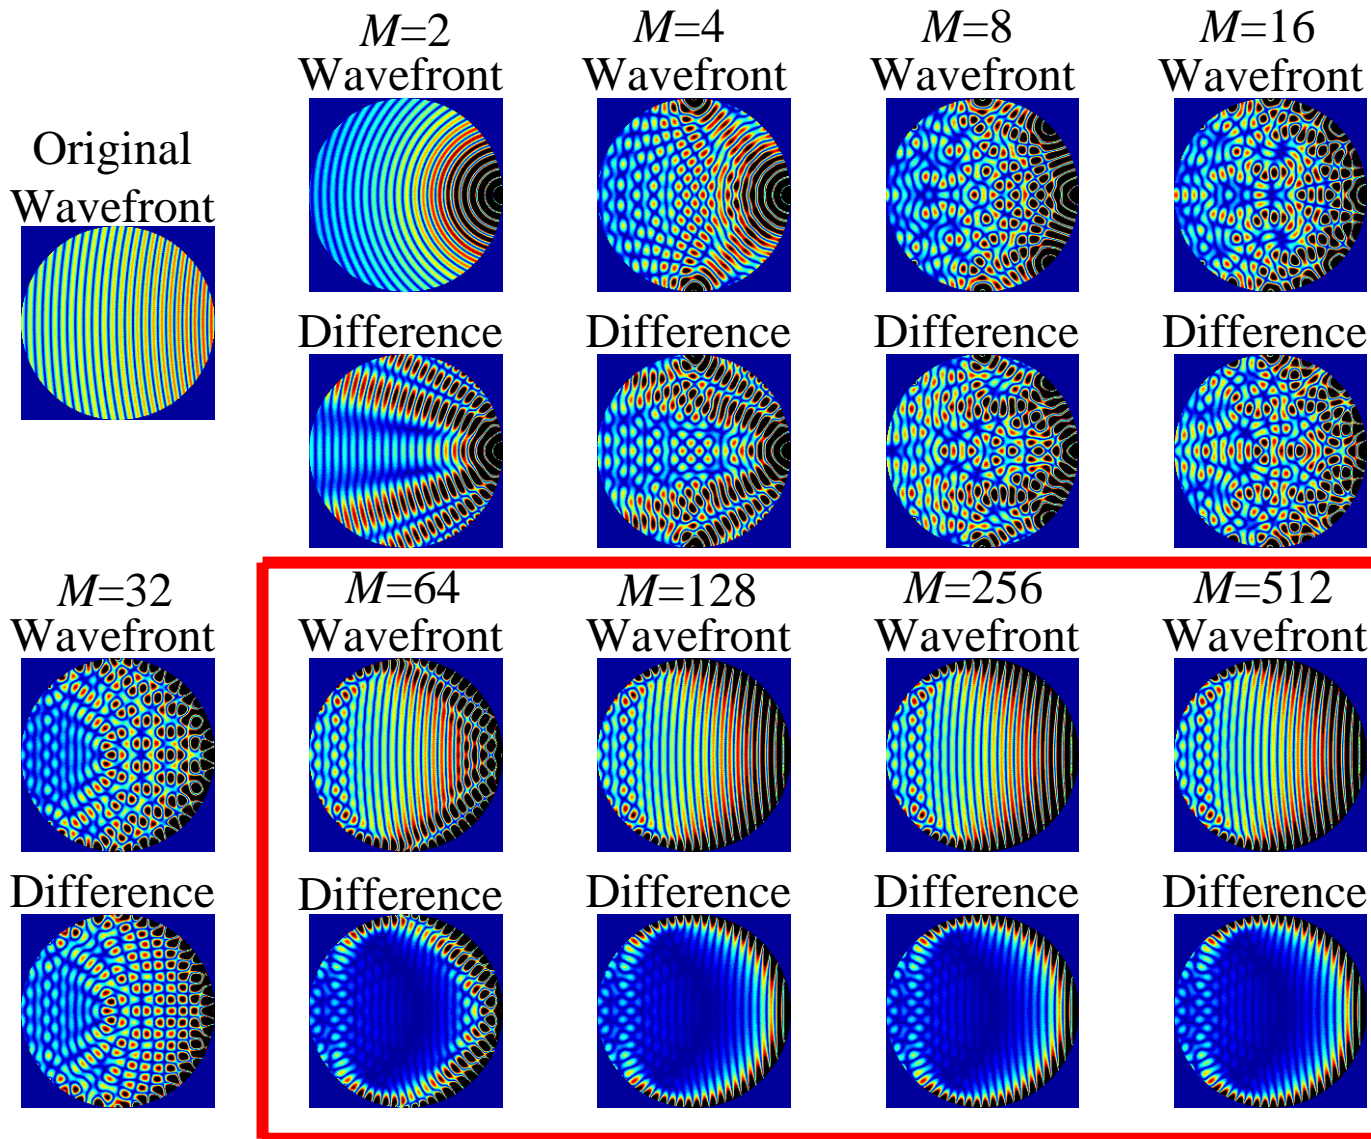 Original
Wavefront
M=2
Wavefront
Difference
M=4
Wavefront
Difference
M=8
Wavefront
Difference
M=16
Wavefront
Difference
M=32
Wavefront
Difference
M=64
Wavefront
Difference
M=128
Wavefront
Difference
M=256
Wavefront
Difference
M=512
Wavefront
Difference